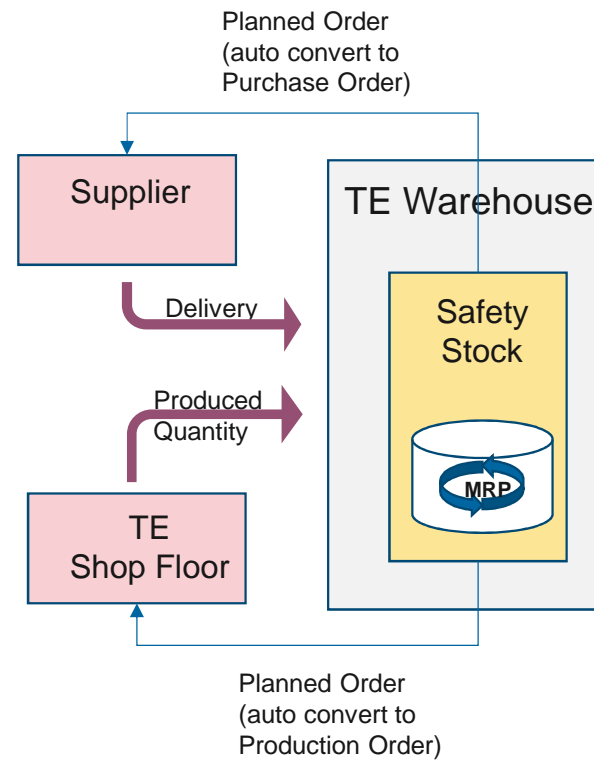 Planned Order
(auto convert to
Purchase Order)
Supplier
TE Warehouse
Delivery
Safety
Stock
Produced
Quantity
MRP
TE
Shop Floor
Planned Order
(auto convert to
Production Order)